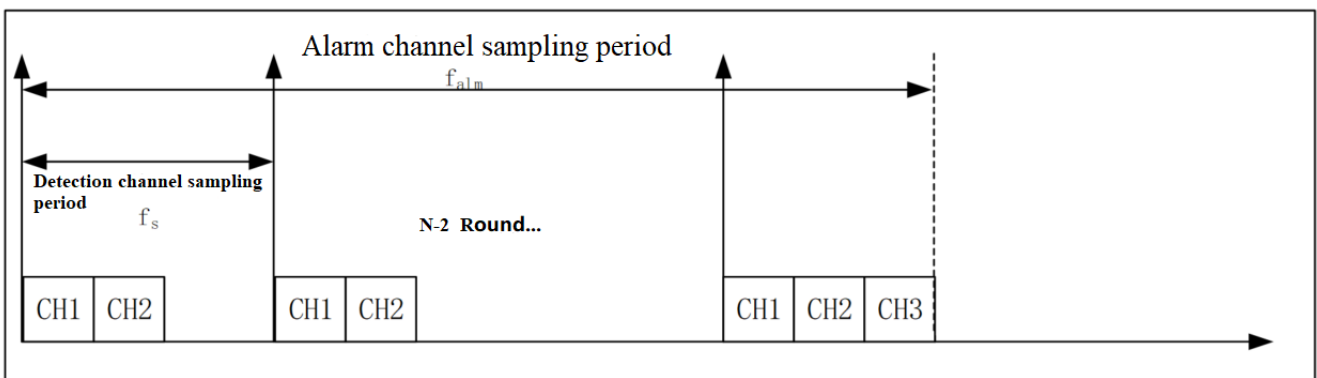 Alarm channel sampling period
falm
Detection channel sampling
period
fs
N-2 Round...
CH1 CH2 CH1 CH2 CH1 CH2 CH3